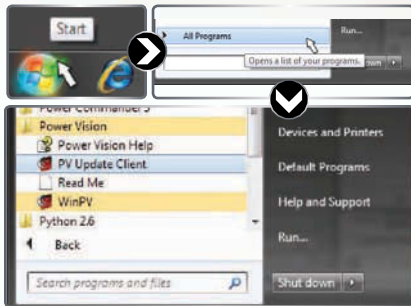 Start
All Programs
Run...
Opens a list of your programs.
Power Commander 5
Power Vision
Power Vision Help
PV Update Client
Read Me
WinPV
Python 2.6
Back
Search programs and files
Devices and Printers
Default Programs
Help and Support
Run...
Shut down